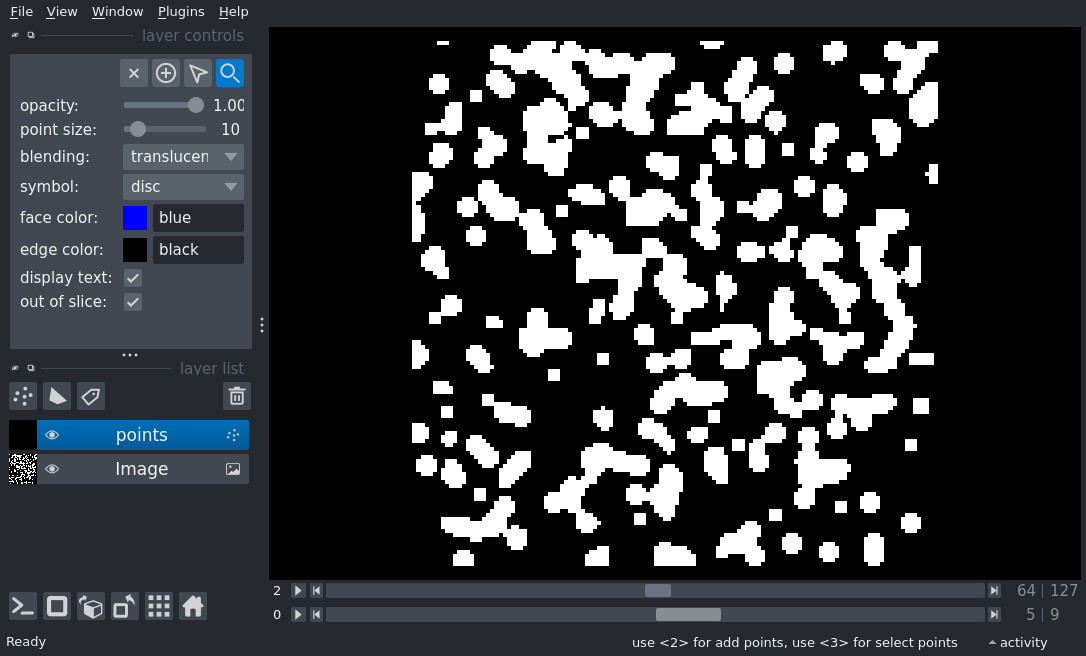 File View Window Plugins Help
layer controls
opacity: 1.00
point size: 10
blending: translucen
symbol: disc
face color: blue
edge color: black
display text:
out of slice:
layer list
points
Image
2 64 | 127
0 5 | 9
Ready use <2> for add points, use <3> for select points activity